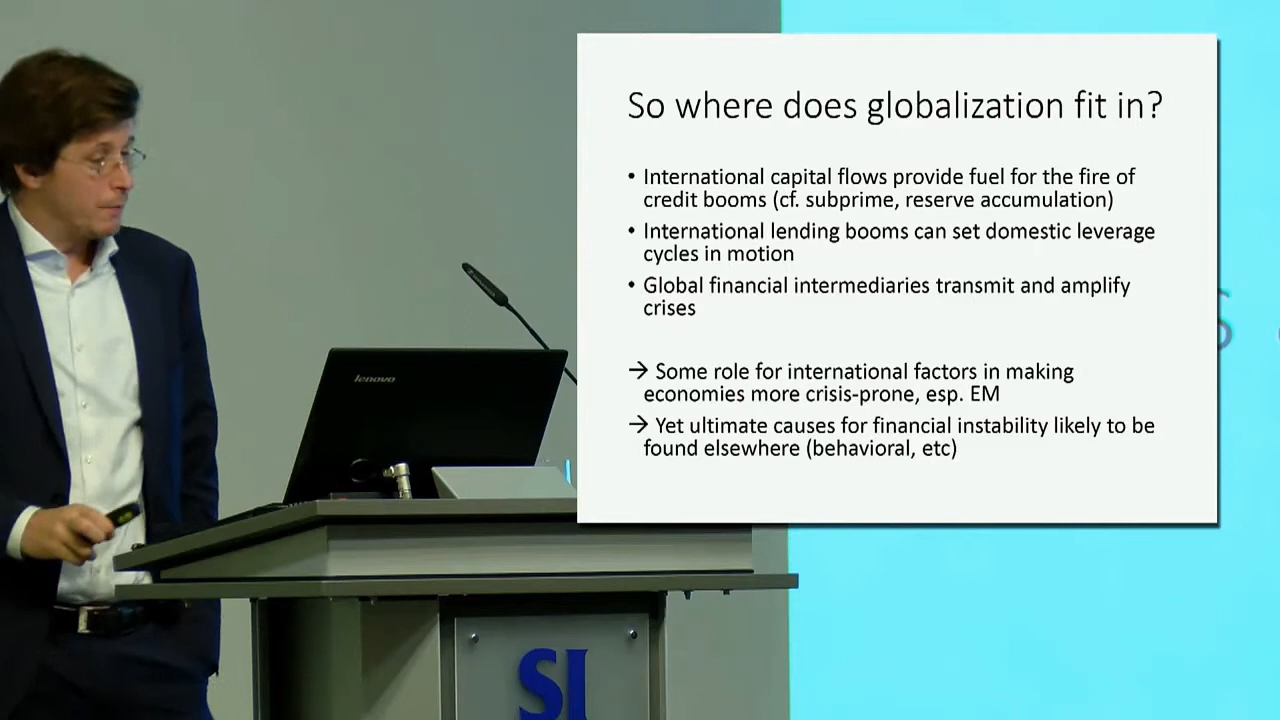 So where does globalization fit in?
• International capital flows provide fuel for the fire of
credit booms (cf. subprime, reserve accumulation)
• International lending booms can set domestic leverage
cycles in motion
• Global financial intermediaries transmit and amplify
crises
→ Some role for international factors in making
economies more crisis-prone, esp. EM
→ Yet ultimate causes for financial instability likely to be
found elsewhere (behavioral, etc)
lenovo
SI